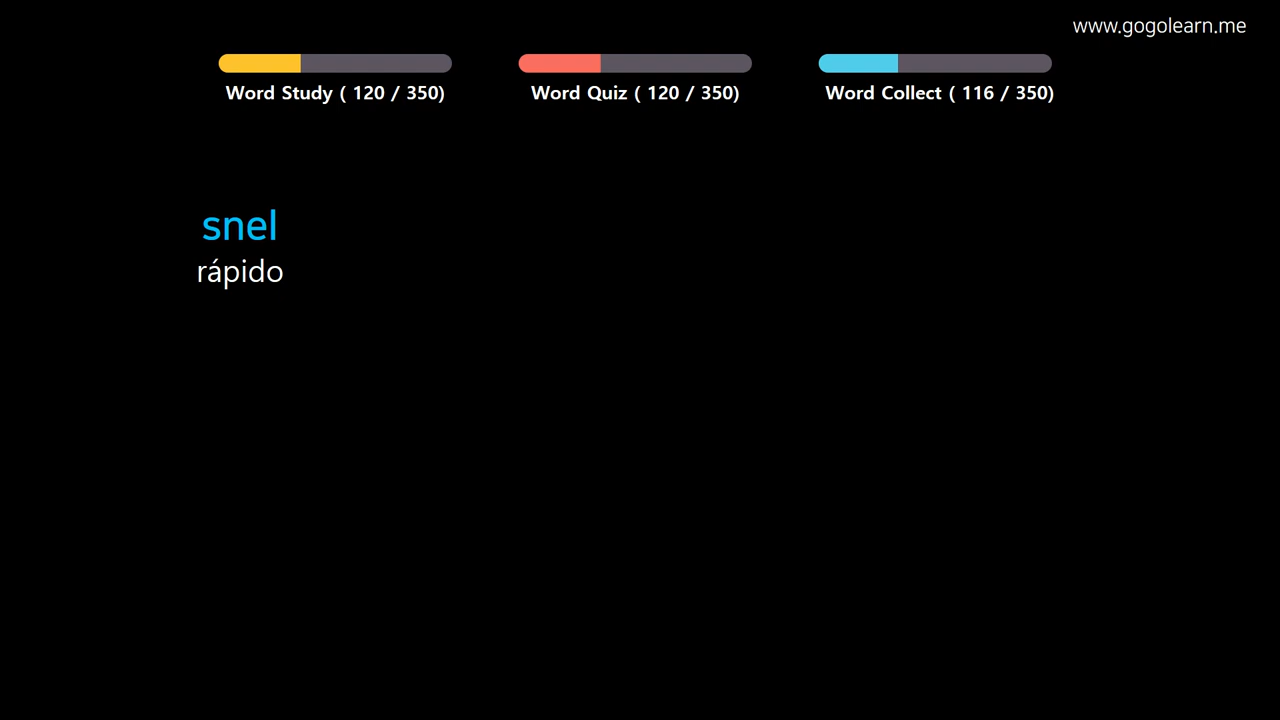 www.gogolearn.me
Word Study ( 120 / 350)
Word Quiz ( 120 / 350)
Word Collect ( 116 / 350)
snel
rápido